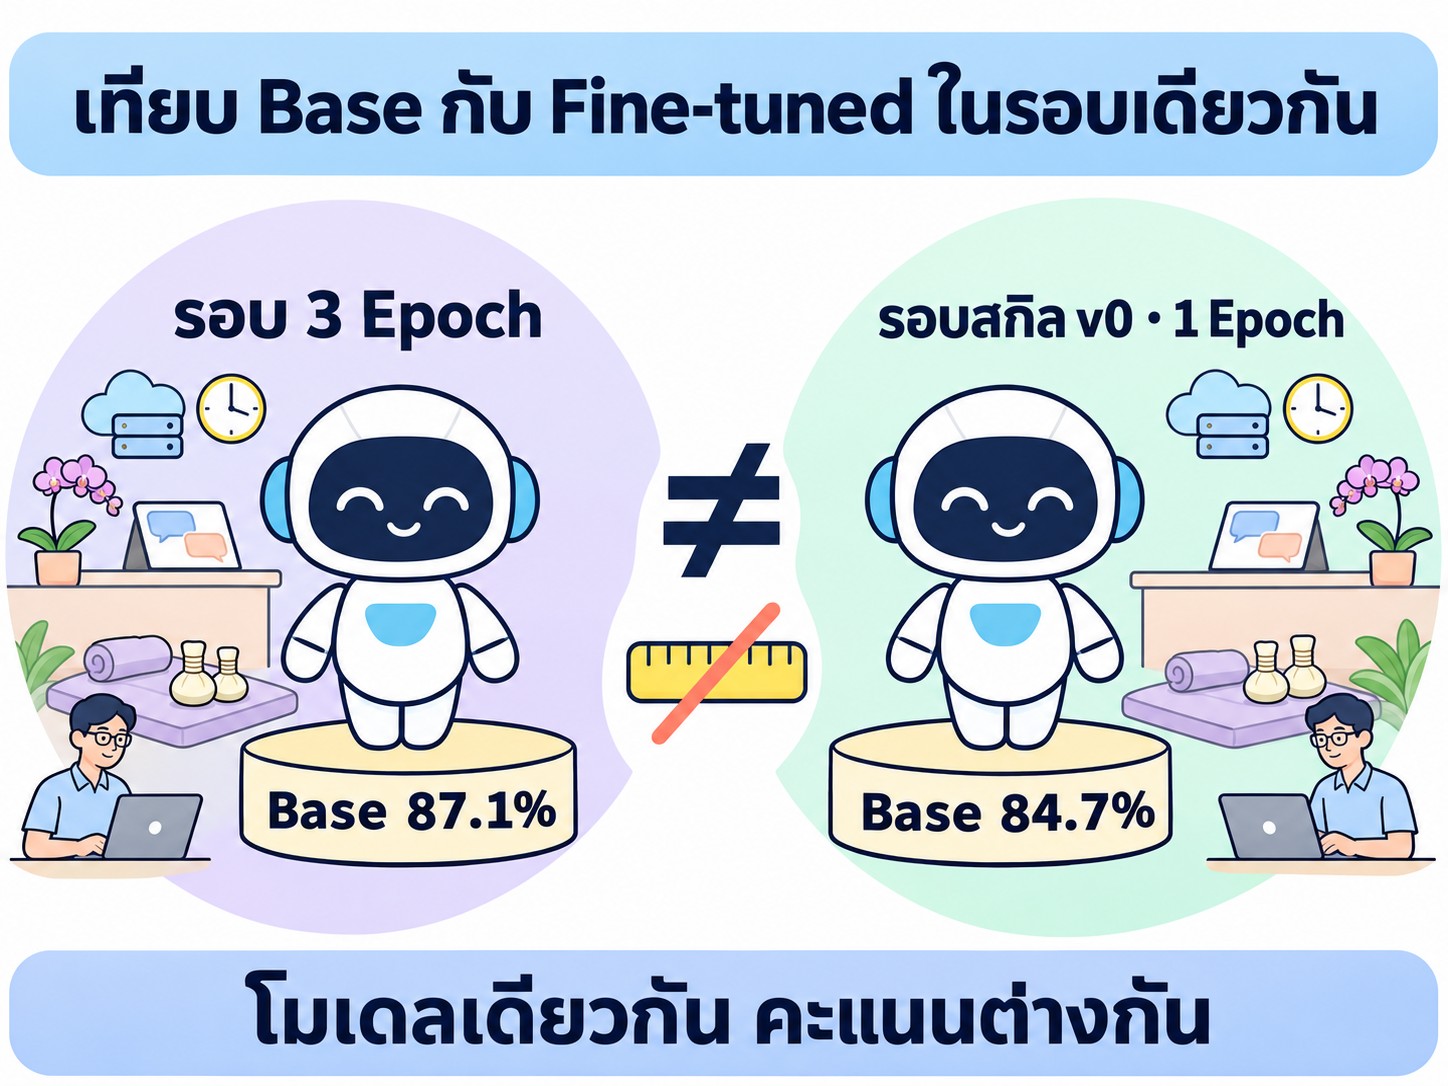 เทียบ Base กับ Fine-tuned ในรอบเดียวกัน
รอบ 3 Epoch
รอบสกิล v0 · 1 Epoch
Base 87.1%
Base 84.7%
โมเดลเดียวกัน คะแนนต่างกัน